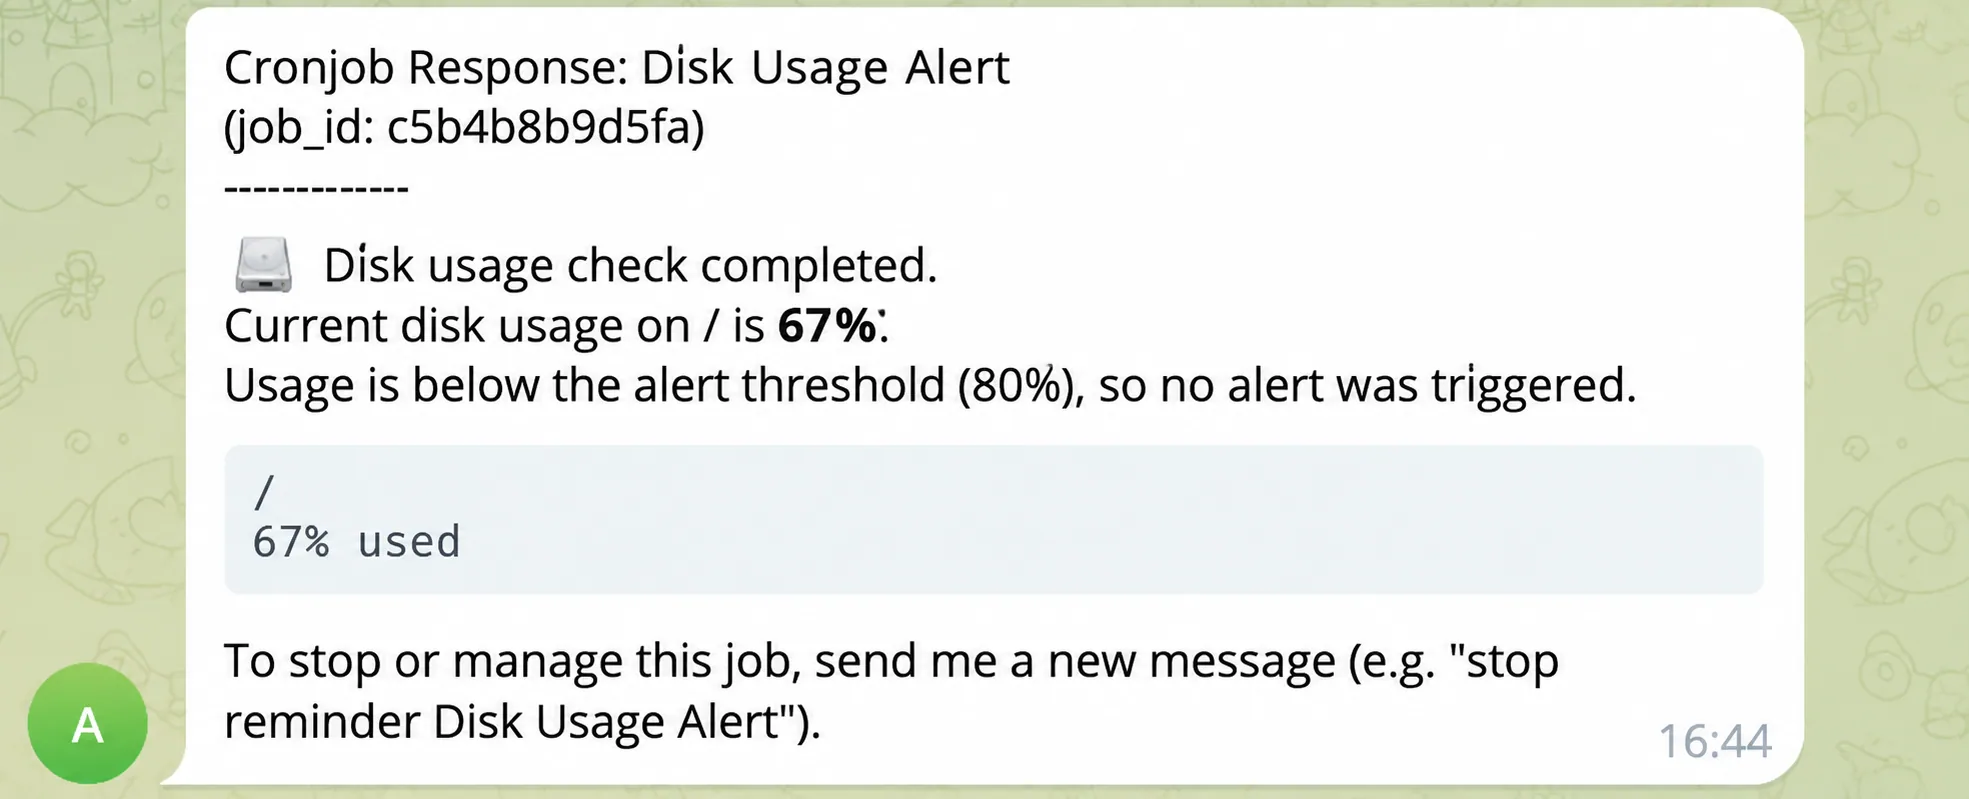 Cronjob Response: Disk Usage Alert
(job_id: c5b4b8b9d5fa)
-------------
Disk usage check completed.
Current disk usage on / is 67%.
Usage is below the alert threshold (80%), so no alert was triggered.
/
67% used
To stop or manage this job, send me a new message (e.g. "stop
reminder Disk Usage Alert").
16:44
A